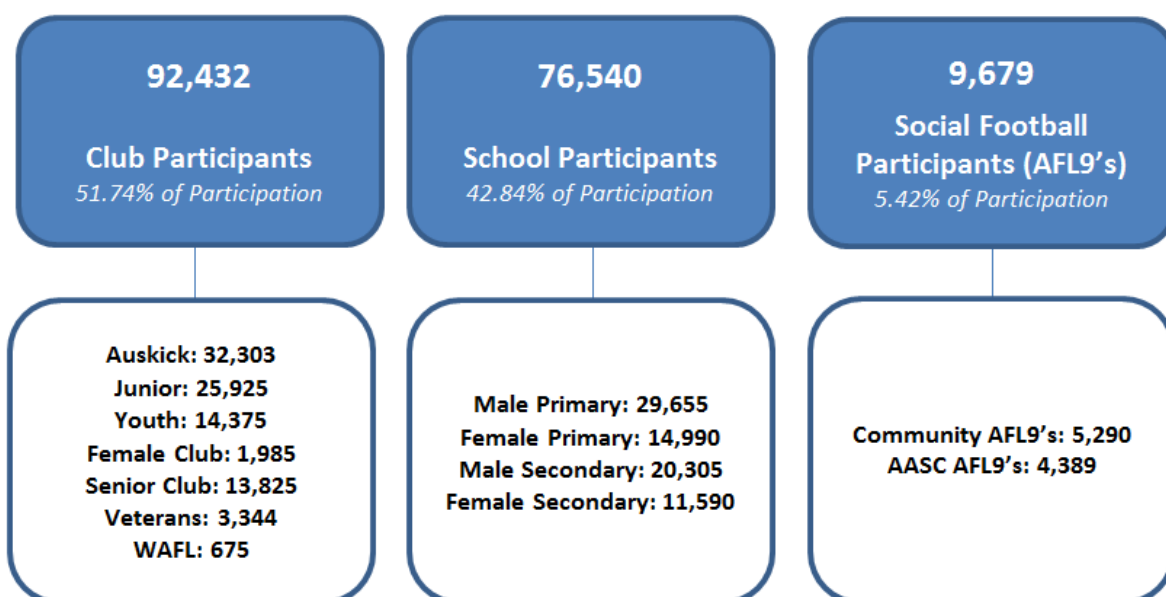 92,432
Club Participants
51.74% of Participation
76,540
School Participants
42.84% of Participation
9,679
Social Football
Participants (AFL9's)
5.42% of Participation
Auskick: 32,303
Junior: 25,925
Youth: 14,375
Female Club: 1,985
Senior Club: 13,825
Veterans: 3,344
WAFL: 675
Male Primary: 29,655
Female Primary: 14,990
Male Secondary: 20,305
Female Secondary: 11,590
Community AFL9's: 5,290
AASC AFL9's: 4,389